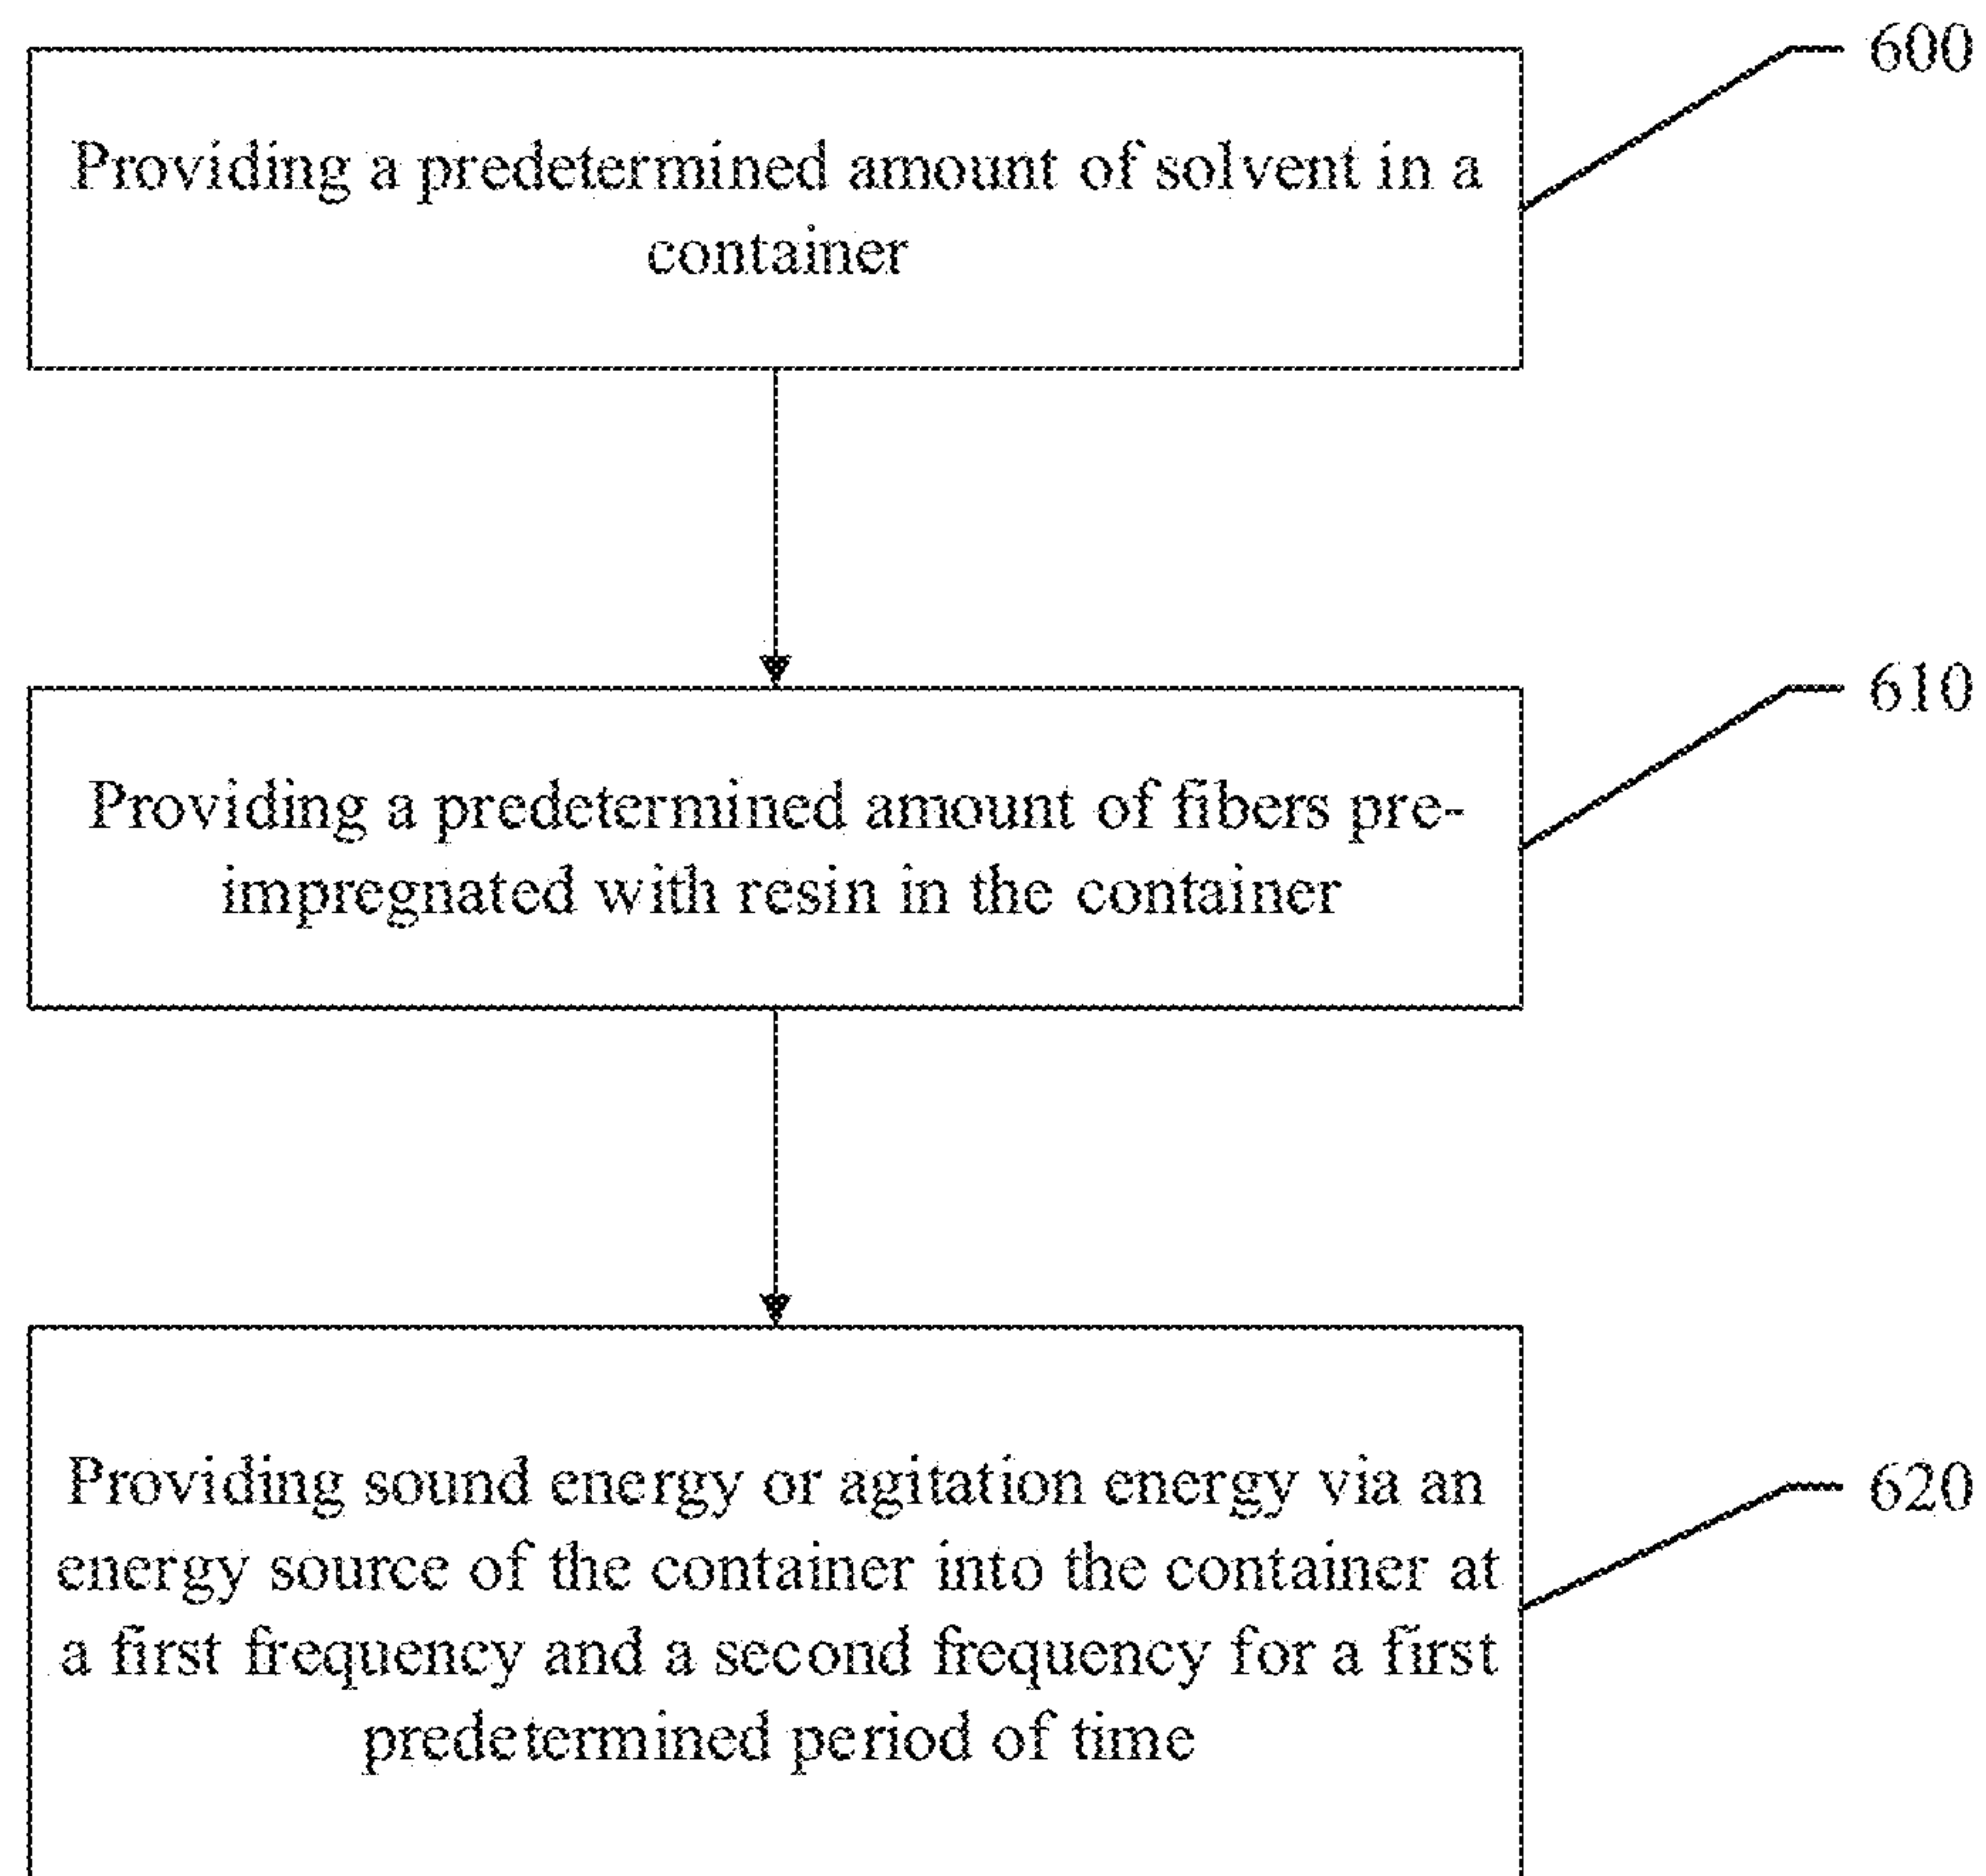 600
Providing a predetermined amount of solvent in a
container
610
Providing a predetermined amount of fibers pre-
impregnated with resin in the container
620
Providing sound energy or agitation energy via an
energy source of the container into the container at
a first frequency and a second frequency for a first
predetermined period of time